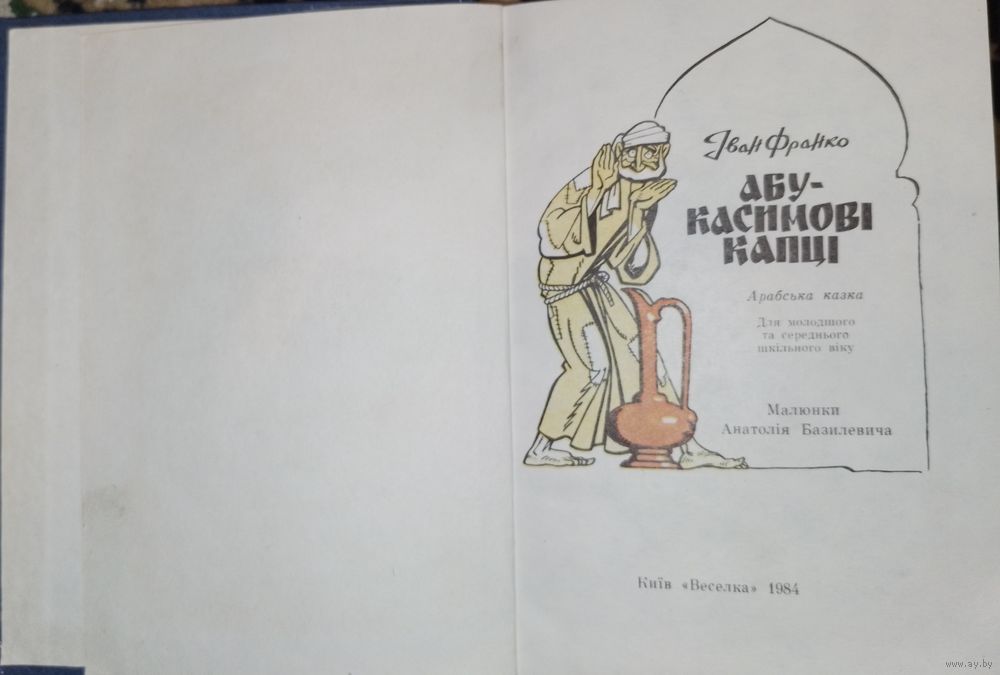 Іван Франко
АБУ-
КАСИМОВІ
КАПЦІ
Арабська казка
Для молодшого
та середнього
шкільного віку
Малюнки
Анатолія Базилевича
Київ «Веселка» 1984
www.ay.by